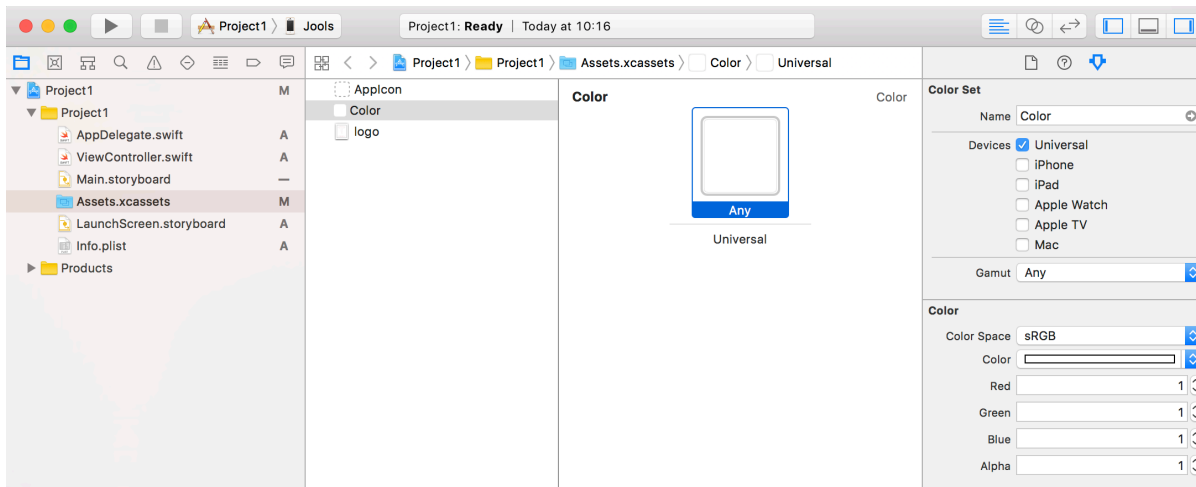 Project1 Jools Project1: Ready | Today at 10:16
Project1 Project1 Assets.xcassets Color Universal
Project1 M
Project1
AppDelegate.swift A
ViewController.swift A
Main.storyboard —
Assets.xcassets M
LaunchScreen.storyboard A
Info.plist A
Products
AppIcon
Color
logo
Color Color
Any
Universal
Color Set
Name Color
Devices Universal
iPhone
iPad
Apple Watch
Apple TV
Mac
Gamut Any
Color
Color Space sRGB
Color
Red 1
Green 1
Blue 1
Alpha 1